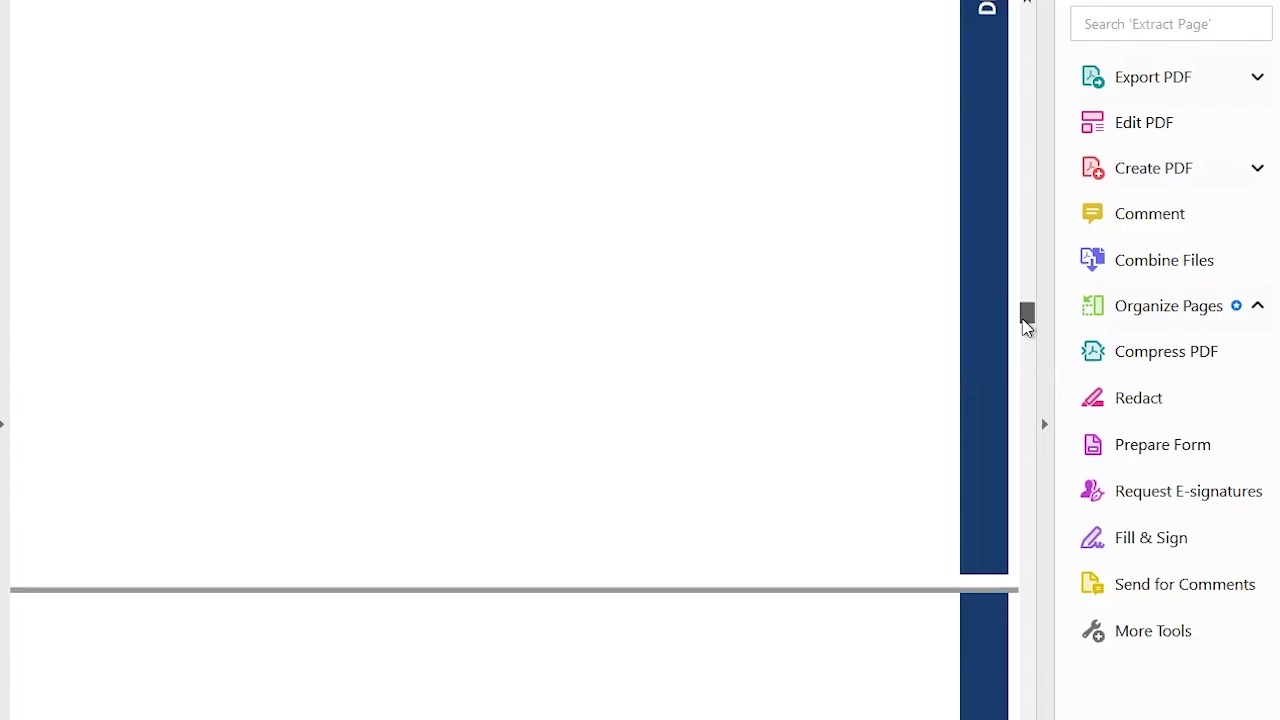 D
Search 'Extract Page'
Export PDF
Edit PDF
Create PDF
Comment
Combine Files
Organize Pages
Compress PDF
Redact
Prepare Form
Request E-signatures
Fill & Sign
Send for Comments
More Tools